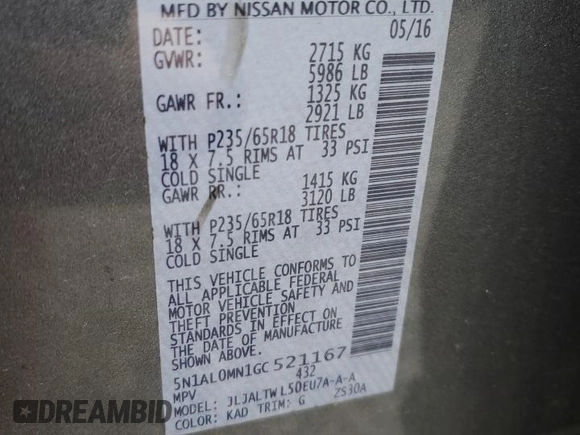 MFD BY NISSAN MOTOR CO., LTD.
DATE: 05/16
GVWR: 2715 KG
5986 LB
GAWR FR.: 1325 KG
2921 LB
WITH P235/65R18 TIRES
18 X 7.5 RIMS AT 33 PSI
COLD SINGLE
GAWR RR.: 1415 KG
3120 LB
WITH P235/65R18 TIRES
18 X 7.5 RIMS AT 33 PSI
COLD SINGLE
THIS VEHICLE CONFORMS TO
ALL APPLICABLE FEDERAL
MOTOR VEHICLE SAFETY AND
THEFT PREVENTION
STANDARDS IN EFFECT ON
THE DATE OF MANUFACTURE
SHOWN ABOVE.
5N1AL0MN1GC521167
MPV 432
MODEL: JLJALTWL50EU7A-A-A
COLOR: KAD TRIM: G ZS30A
RideSafely